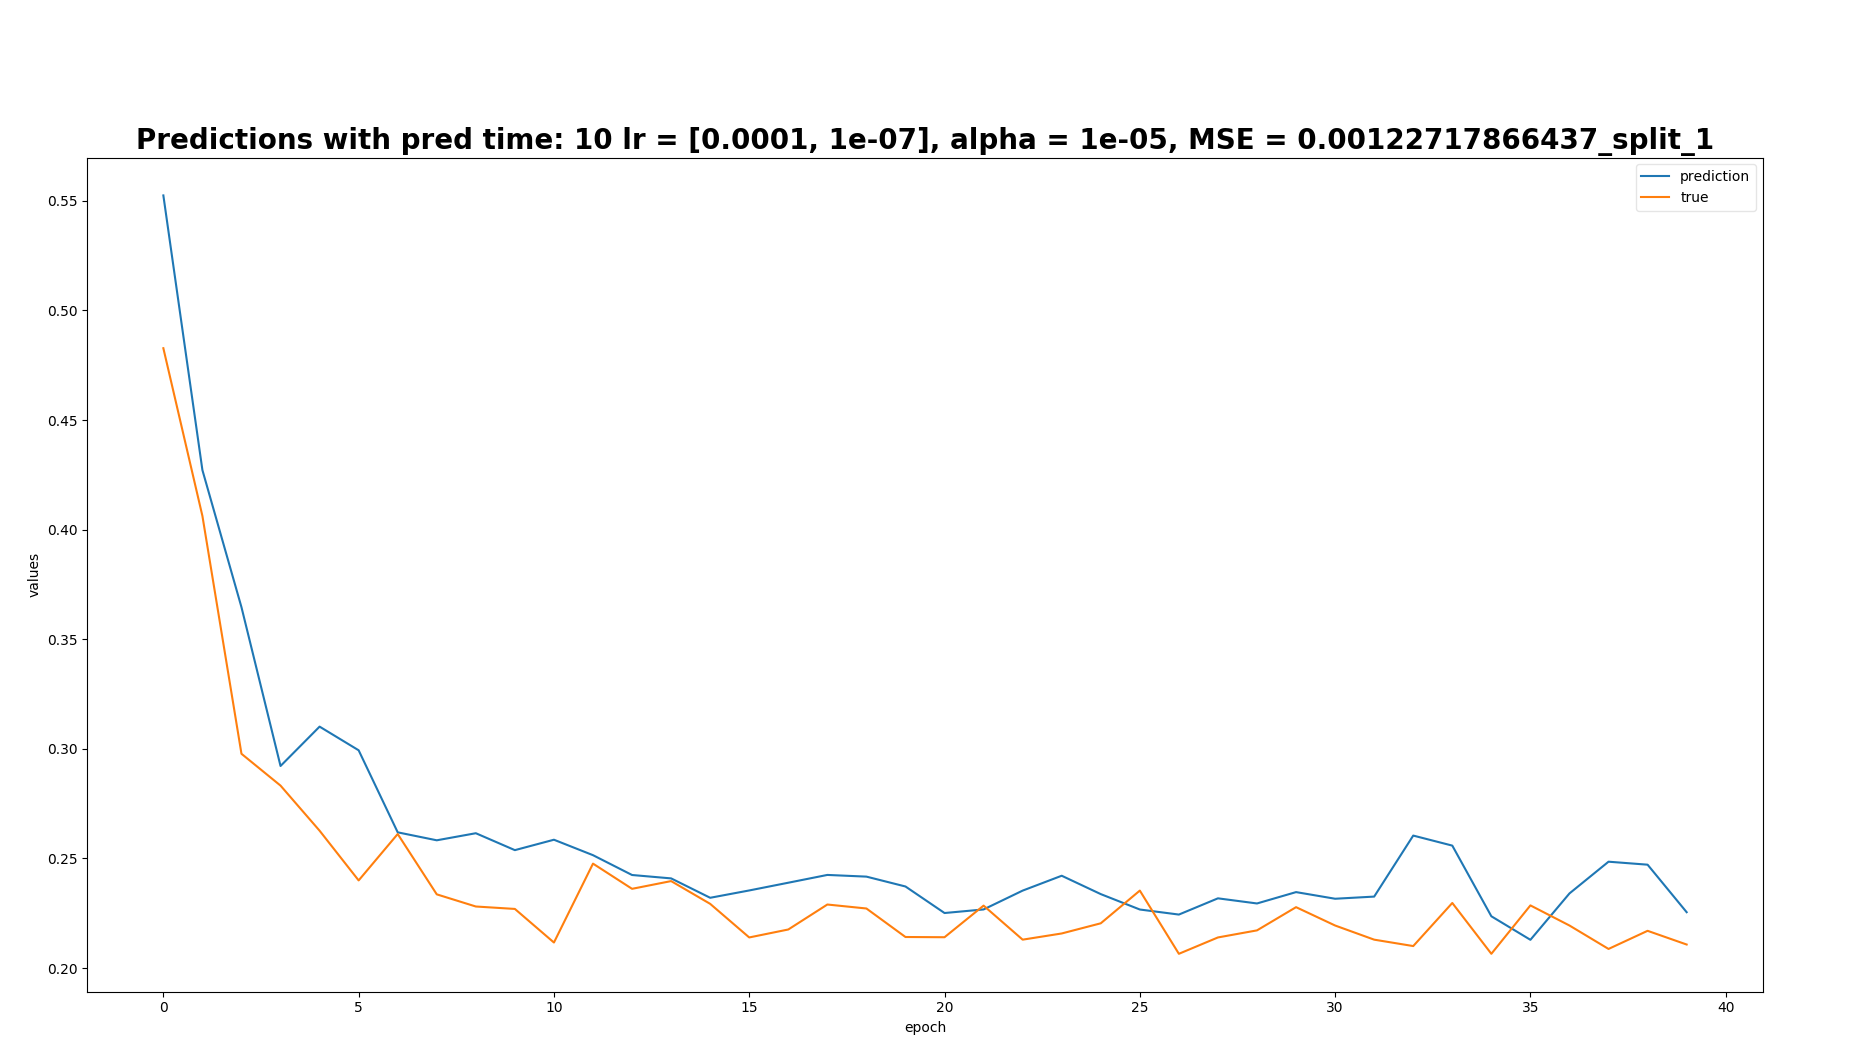 Predictions with pred time: 10 lr = [0.0001, 1e-07], alpha = 1e-05, MSE = 0.00122717866437_split_1
prediction
true
0.55
0.50
0.45
0.40
0.35
0.30
0.25
0.20
values
0 5 10 15 20 25 30 35 40
epoch